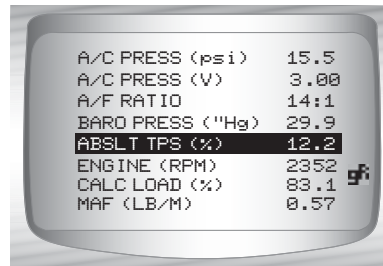 A/C PRESS (psi) 15.5
A/C PRESS (V) 3.00
A/F RATIO 14:1
BARO PRESS ("Hg) 29.9
ABSLT TPS (%) 12.2
ENGINE (RPM) 2352
CALC LOAD (%) 83.1
MAF (LB/M) 0.57